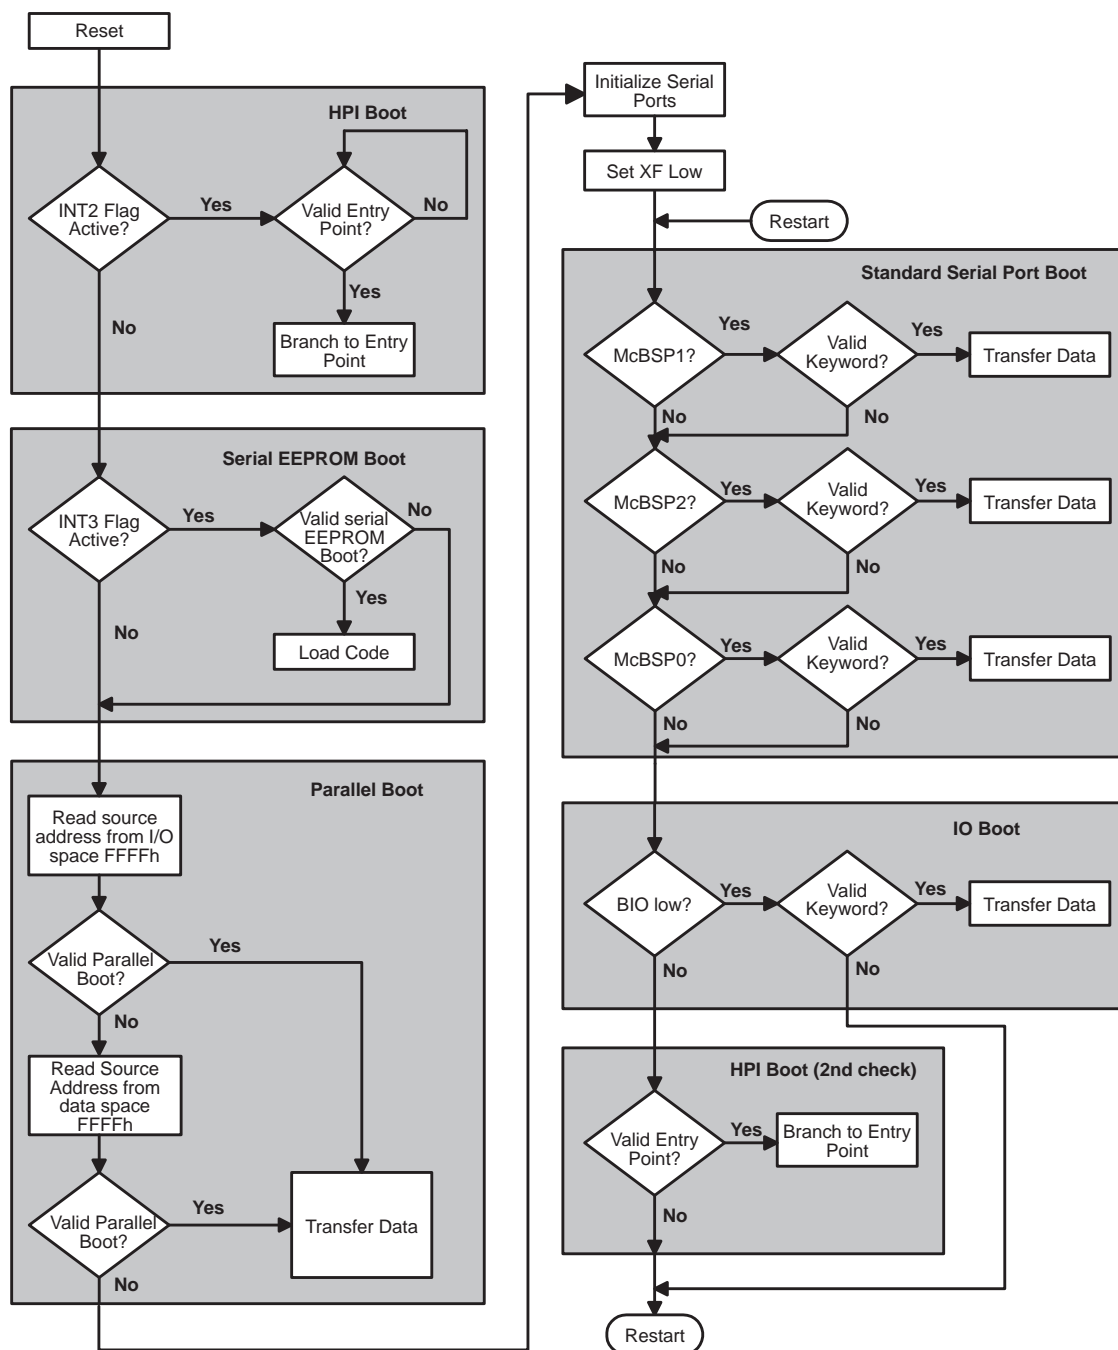 Reset
HPI Boot
INT2 Flag
Active?
Yes
Valid Entry
Point?
No
Yes
No
Branch to Entry
Point
Serial EEPROM Boot
INT3 Flag
Active?
Yes
Valid serial
EEPROM
Boot?
No
Yes
No
Load Code
Parallel Boot
Read source
address from I/O
space FFFFh
Valid Parallel
Boot?
Yes
No
Read Source
Address from
data space
FFFFh
Valid Parallel
Boot?
Yes
Transfer Data
No
Initialize Serial
Ports
Set XF Low
Restart
Standard Serial Port Boot
McBSP1?
Yes
Valid
Keyword?
Yes
Transfer Data
No
No
McBSP2?
Yes
Valid
Keyword?
Yes
Transfer Data
No
No
McBSP0?
Yes
Valid
Keyword?
Yes
Transfer Data
No
No
IO Boot
BIO low?
Yes
Valid
Keyword?
Yes
Transfer Data
No
No
HPI Boot (2nd check)
Valid Entry
Point?
Yes
Branch to Entry
Point
No
Restart